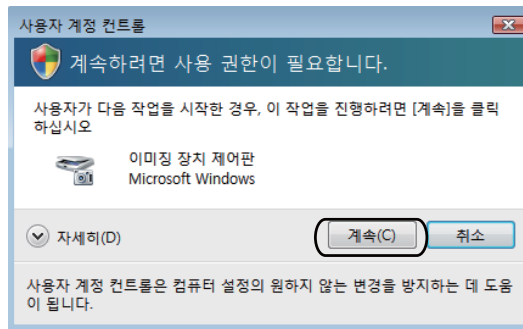 사용자 계정 컨트롤
계속하려면 사용 권한이 필요합니다.
사용자가 다음 작업을 시작한 경우, 이 작업을 진행하려면 [계속]을 클릭
하십시오
이미징 장치 제어판
Microsoft Windows
자세히(D)
계속(C)
취소
사용자 계정 컨트롤은 컴퓨터 설정의 원하지 않는 변경을 방지하는 데 도움
이 됩니다.